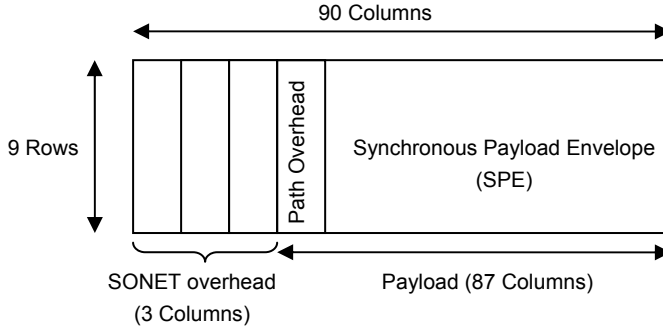 90 Columns
9 Rows
Path Overhead
Synchronous Payload Envelope
(SPE)
SONET overhead
(3 Columns)
Payload (87 Columns)